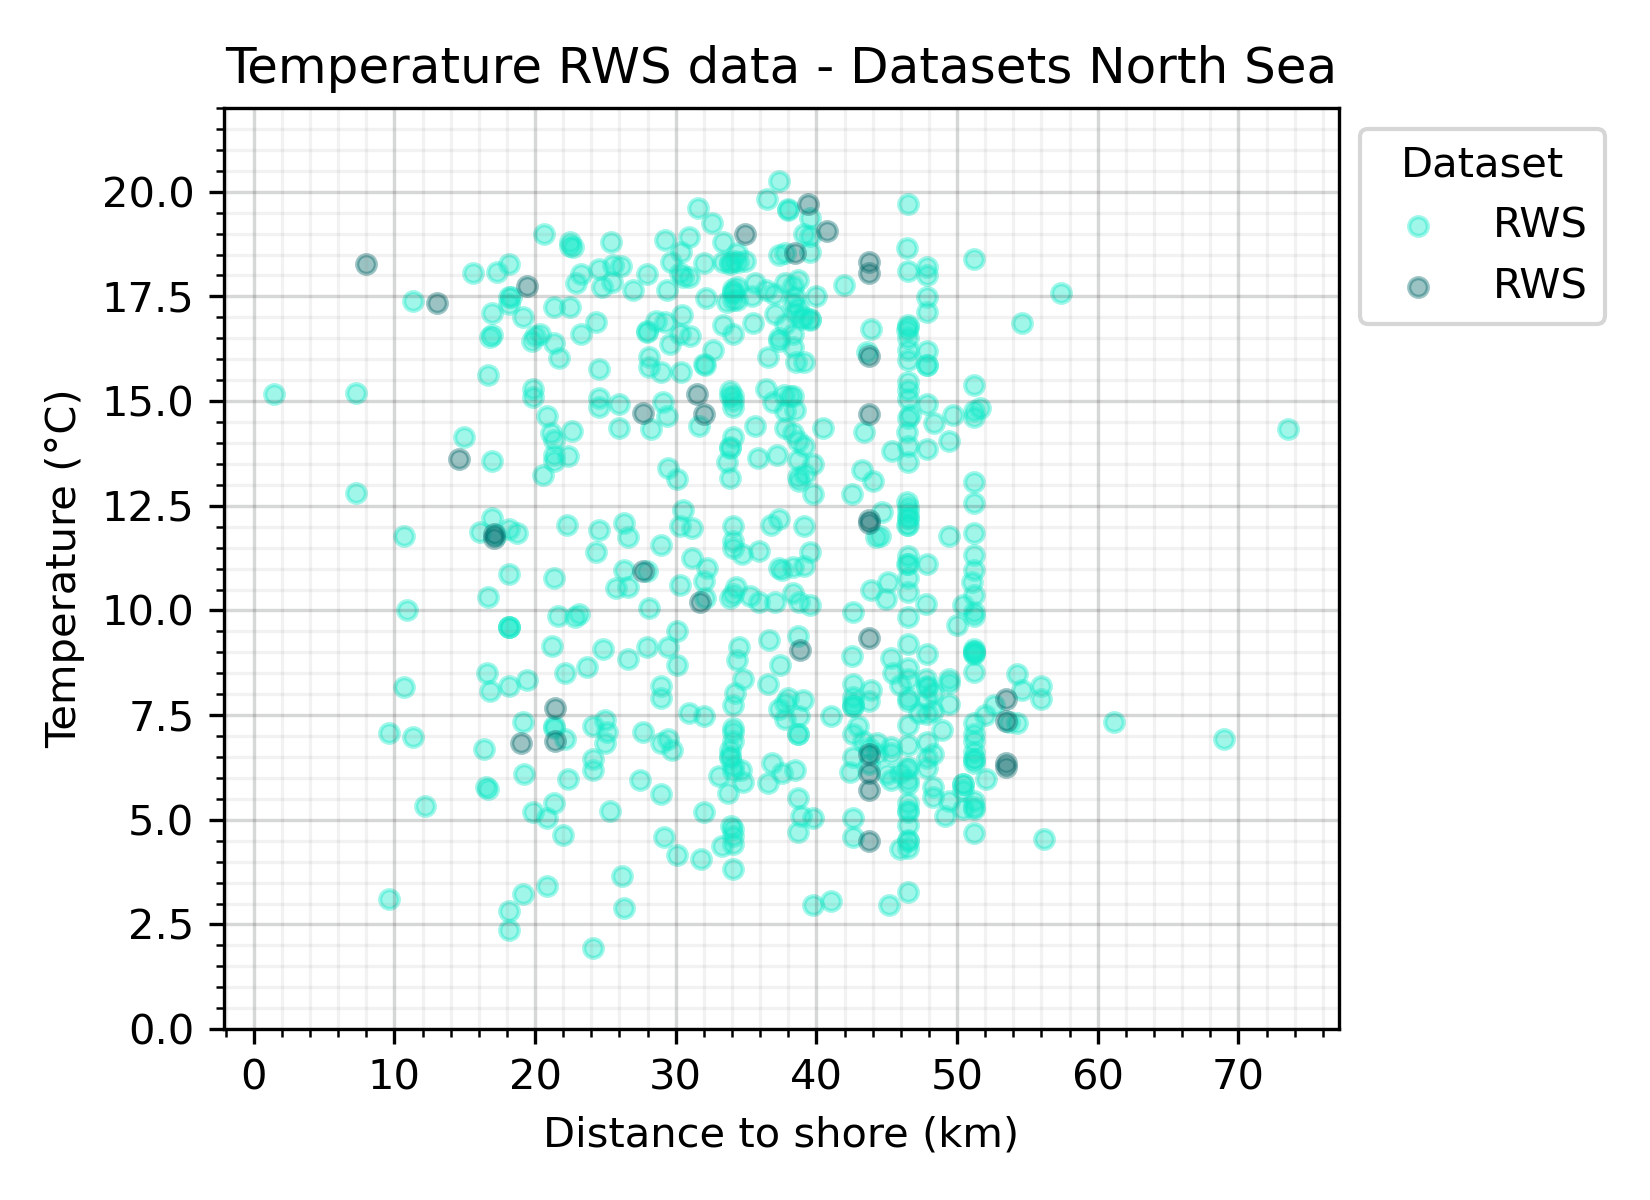 Temperature RWS data - Datasets North Sea
Dataset
RWS
RWS
20.0
17.5
15.0
12.5
10.0
7.5
5.0
2.5
0.0
Temperature (°C)
0 10 20 30 40 50 60 70
Distance to shore (km)